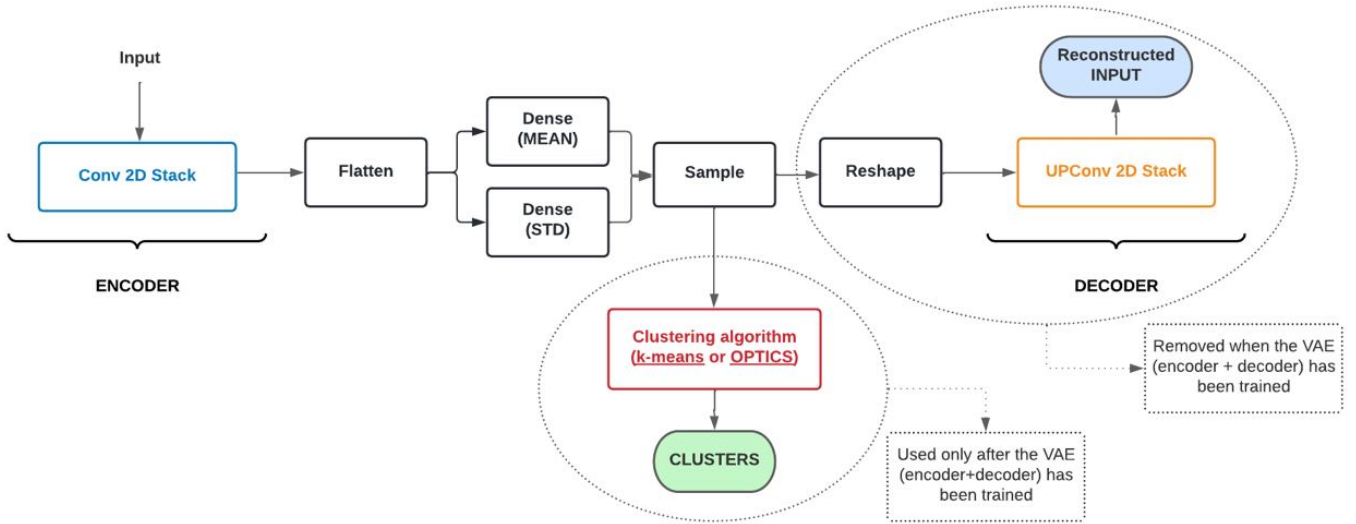 Input
Conv 2D Stack
ENCODER
Flatten
Dense
(MEAN)
Dense
(STD)
Sample
Reshape
Reconstructed
INPUT
UPConv 2D Stack
DECODER
Clustering algorithm
(k-means or OPTICS)
CLUSTERS
Removed when the VAE
(encoder + decoder) has
been trained
Used only after the VAE
(encoder+decoder) has
been trained